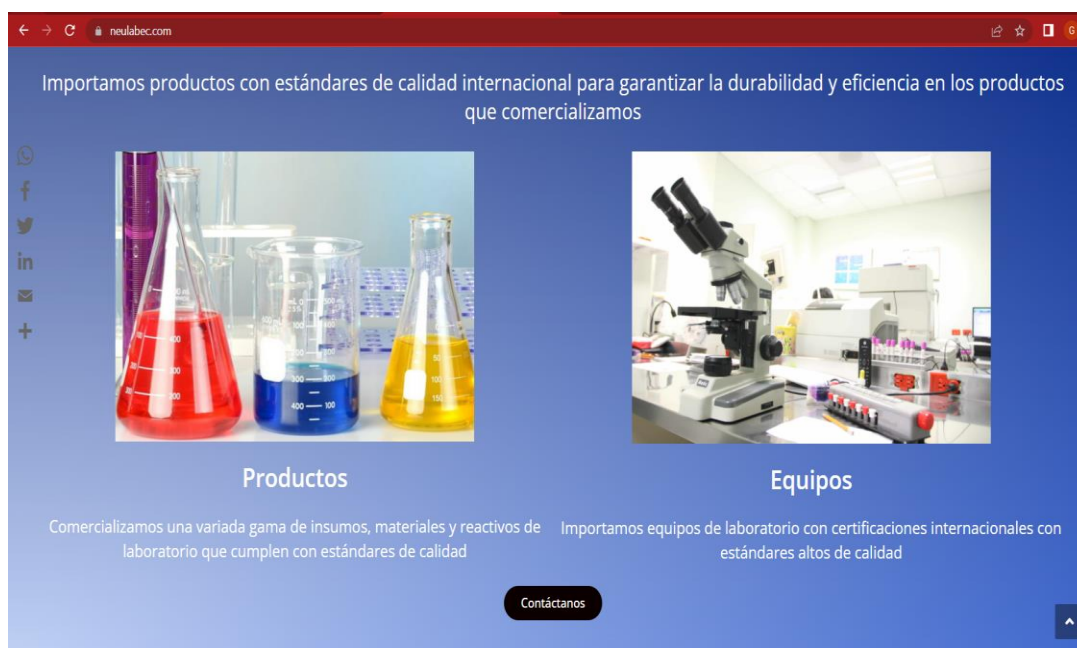 neulabec.com
G
Importamos productos con estándares de calidad internacional para garantizar la durabilidad y eficiencia en los productos
que comercializamos
Productos
Equipos
Comercializamos una variada gama de insumos, materiales y reactivos de
laboratorio que cumplen con estándares de calidad
Importamos equipos de laboratorio con certificaciones internacionales con
estándares altos de calidad
Contáctanos